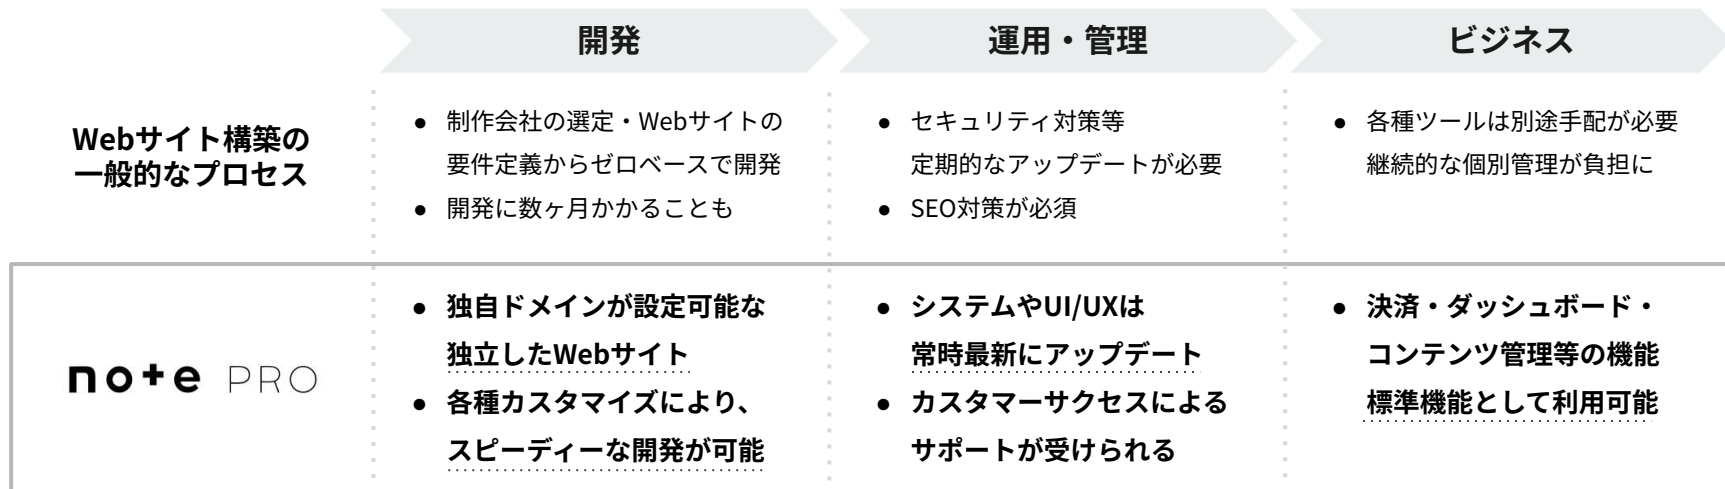 開発
運用・管理
ビジネス
Webサイト構築の
一般的なプロセス
● 制作会社の選定・Webサイトの
要件定義からゼロベースで開発
● 開発に数ヶ月かかることも
● セキュリティ対策等
定期的なアップデートが必要
● SEO対策が必須
● 各種ツールは別途手配が必要
継続的な個別管理が負担に
note PRO
● 独自ドメインが設定可能な
独立したWebサイト
● 各種カスタマイズにより、
スピーディーな開発が可能
● システムやUI/UXは
常時最新にアップデート
● カスタマーサクセスによる
サポートが受けられる
● 決済・ダッシュボード・
コンテンツ管理等の機能
標準機能として利用可能